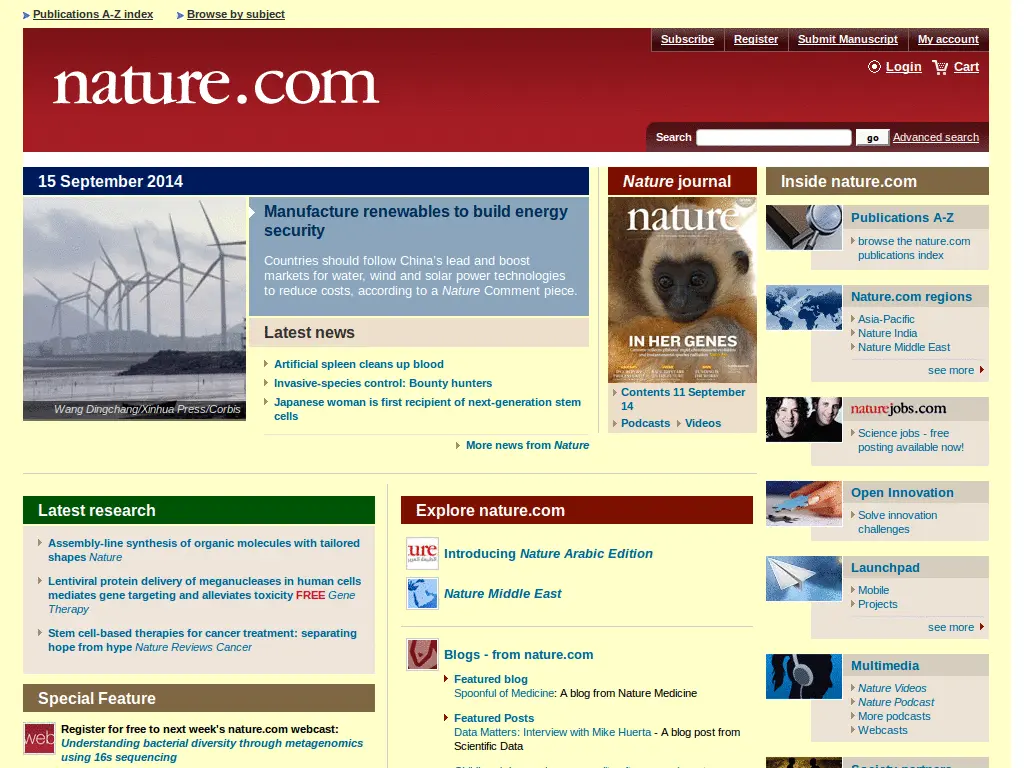 Publications A-Z index
Browse by subject
Subscribe
Register
Submit Manuscript
My account
nature.com
Login
Cart
Search
go
Advanced search
15 September 2014
Wang Dingchang/Xinhua Press/Corbis
Manufacture renewables to build energy
security
Countries should follow China's lead and boost
markets for water, wind and solar power technologies
to reduce costs, according to a Nature Comment piece.
Latest news
Artificial spleen cleans up blood
Invasive-species control: Bounty hunters
Japanese woman is first recipient of next-generation stem
cells
More news from Nature
Nature journal
nature
IN HER GENES
Contents 11 September
14
Podcasts
Videos
Inside nature.com
Publications A-Z
browse the nature.com
publications index
Nature.com regions
Asia-Pacific
Nature India
Nature Middle East
see more
naturejobs.com
Science jobs - free
posting available now!
Open Innovation
Solve innovation
challenges
Launchpad
Mobile
Projects
see more
Multimedia
Nature Videos
Nature Podcast
More podcasts
Webcasts
Latest research
Assembly-line synthesis of organic molecules with tailored
shapes Nature
Lentiviral protein delivery of meganucleases in human cells
mediates gene targeting and alleviates toxicity FREE Gene
Therapy
Stem cell-based therapies for cancer treatment: separating
hope from hype Nature Reviews Cancer
Special Feature
web
Register for free to next week's nature.com webcast:
Understanding bacterial diversity through metagenomics
using 16s sequencing
Explore nature.com
ure
Introducing Nature Arabic Edition
Nature Middle East
Blogs - from nature.com
Featured blog
Spoonful of Medicine: A blog from Nature Medicine
Featured Posts
Data Matters: Interview with Mike Huerta - A blog post from
Scientific Data